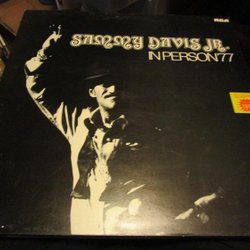 RCA
SAMMY DAVIS JR.
IN PERSON '77